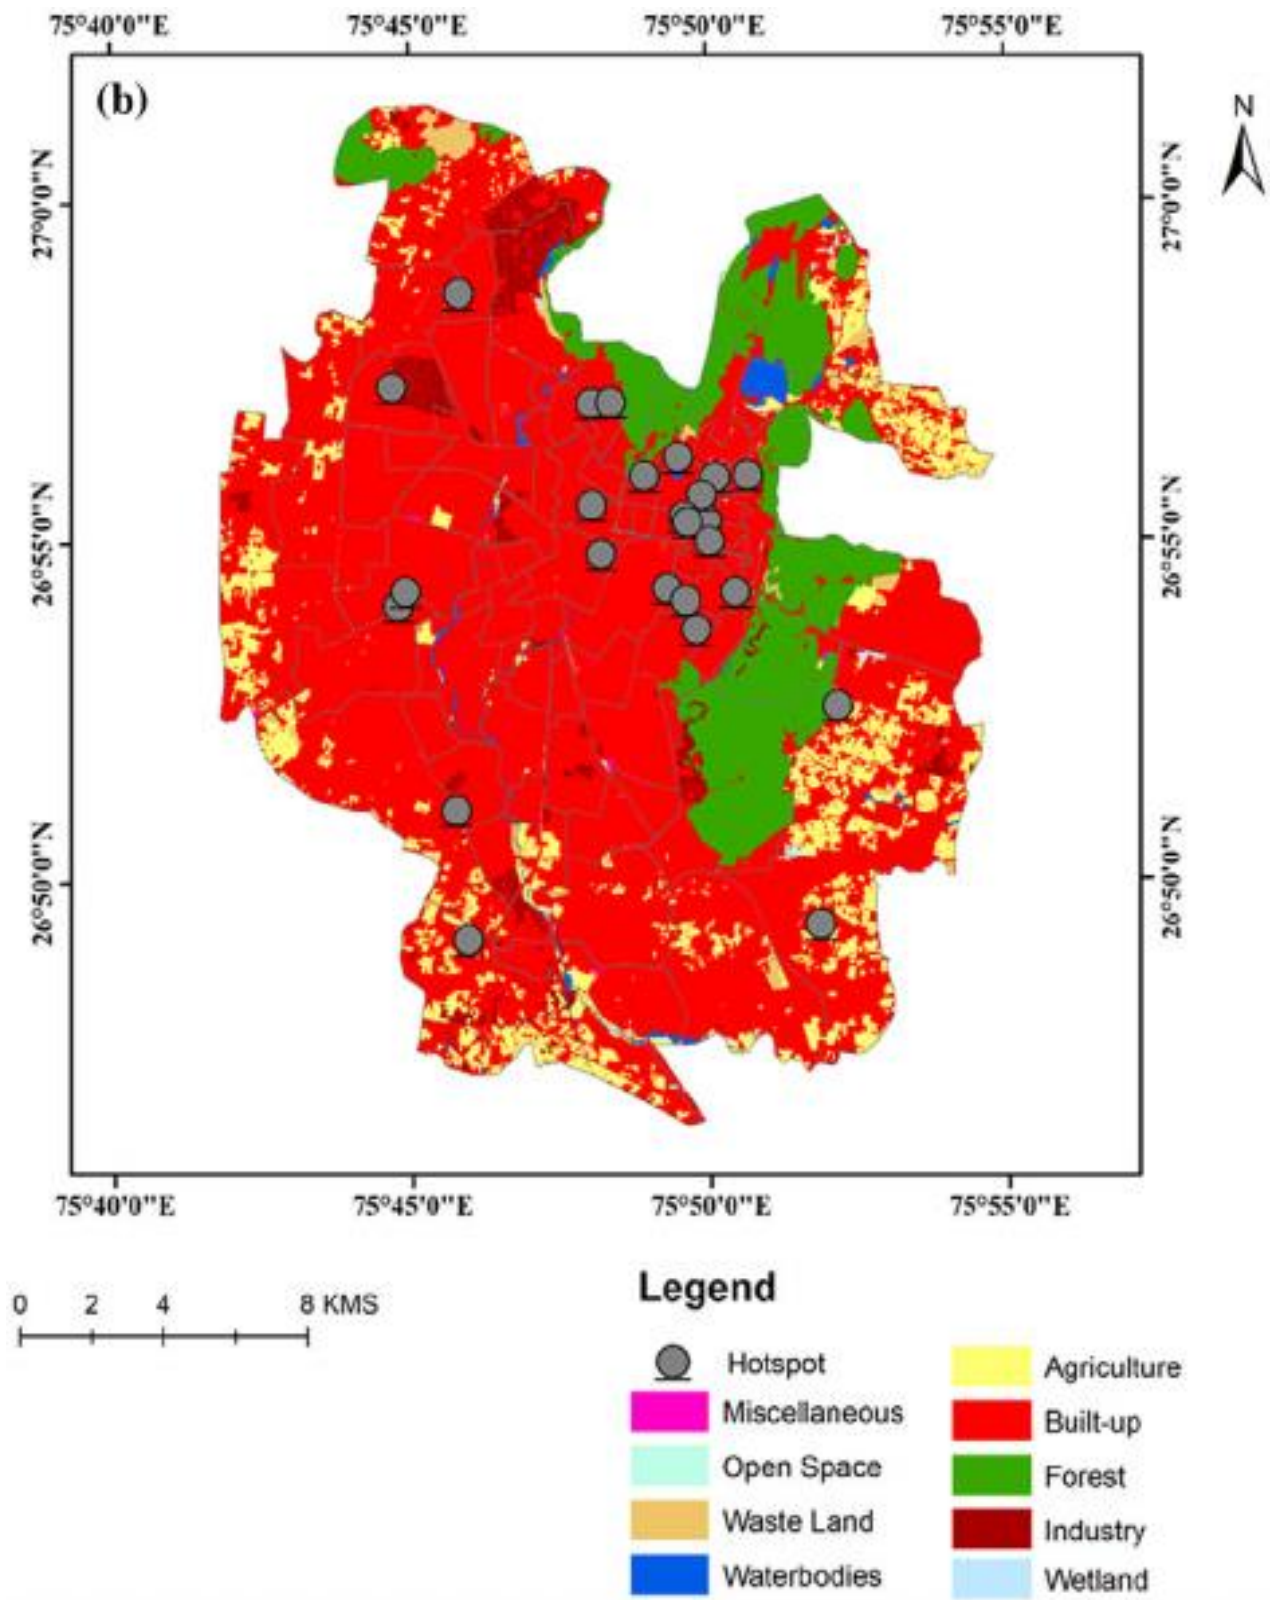 75°40'0"E 75°45'0"E 75°50'0"E 75°55'0"E
(b)
N
27°0'0"N
27°0'0"N
26°55'0"N
26°55'0"N
26°50'0"N
26°50'0"N
75°40'0"E 75°45'0"E 75°50'0"E 75°55'0"E
0 2 4 8 KMS
Legend
Hotspot
Miscellaneous
Open Space
Waste Land
Waterbodies
Agriculture
Built-up
Forest
Industry
Wetland